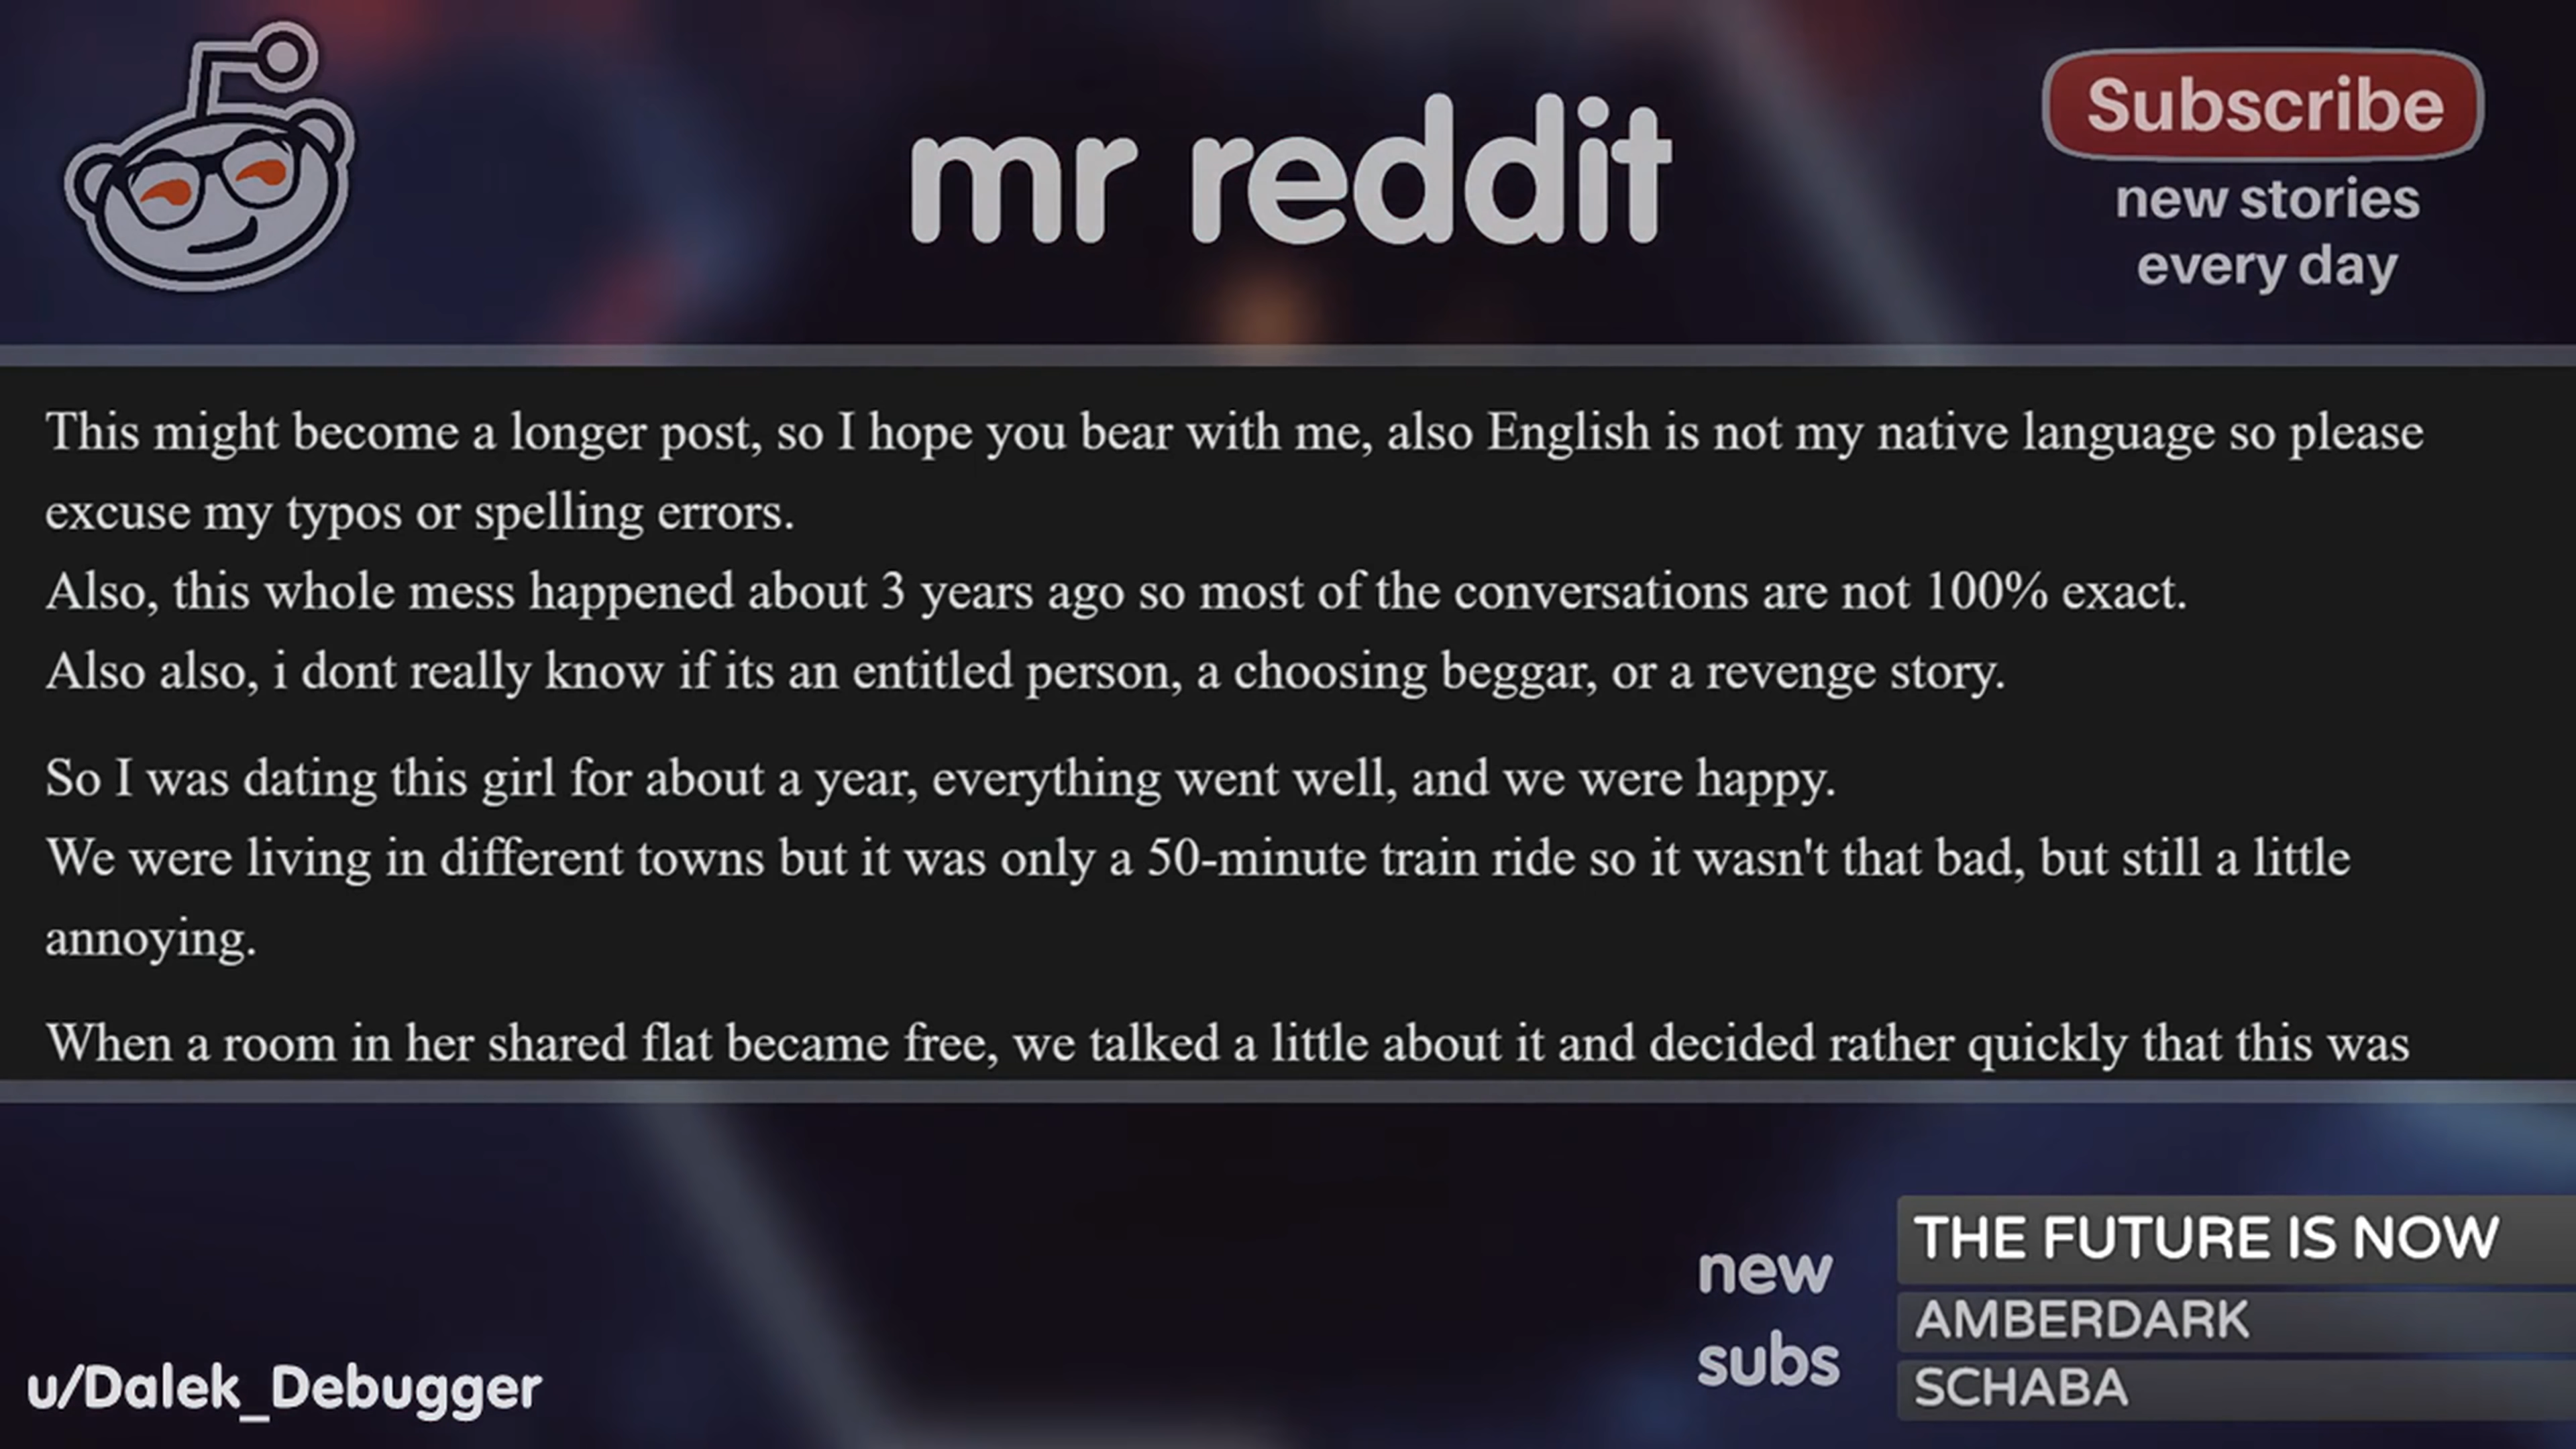 mr reddit
Subscribe
new stories
every day
This might become a longer post, so I hope you bear with me, also English is not my native language so please
excuse my typos or spelling errors.
Also, this whole mess happened about 3 years ago so most of the conversations are not 100% exact.
Also also, i dont really know if its an entitled person, a choosing beggar, or a revenge story.
So I was dating this girl for about a year, everything went well, and we were happy.
We were living in different towns but it was only a 50-minute train ride so it wasn't that bad, but still a little
annoying.
When a room in her shared flat became free, we talked a little about it and decided rather quickly that this was
u/Dalek_Debugger
new
subs
THE FUTURE IS NOW
AMBERDARK
SCHABA